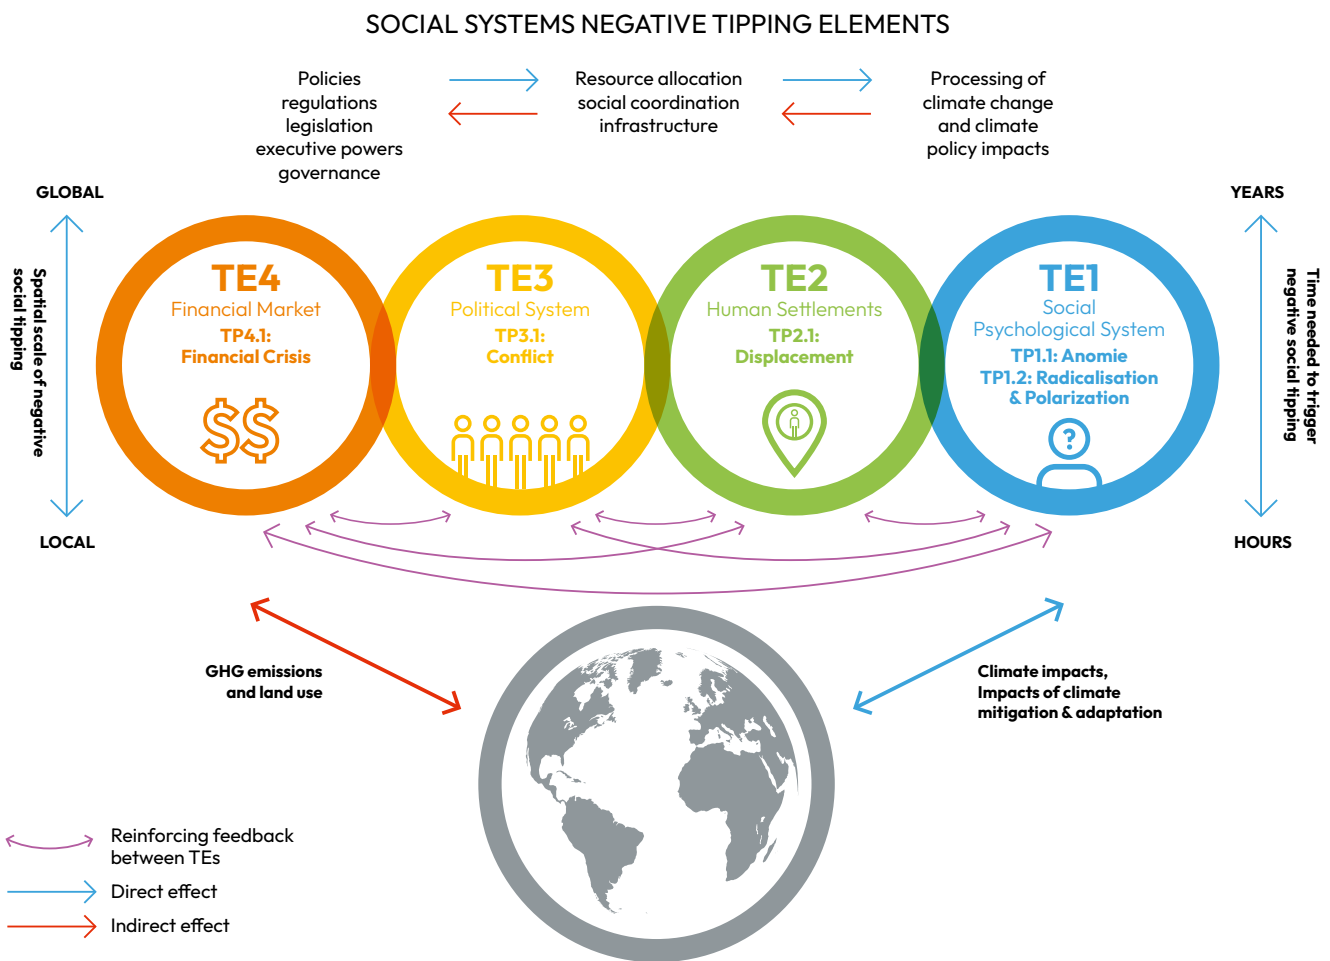 SOCIAL SYSTEMS NEGATIVE TIPPING ELEMENTS
Policies
regulations
legislation
executive powers
governance
Resource allocation
social coordination
infrastructure
Processing of
climate change
and climate
policy impacts
GLOBAL
Spatial scale of negative
social tipping
LOCAL
TE4
Financial Market
TP4.1:
Financial Crisis
$$
TE3
Political System
TP3.1:
Conflict
TE2
Human Settlements
TP2.1:
Displacement
TE1
Social
Psychological System
TP1.1: Anomie
TP1.2: Radicalisation
& Polarization
?
YEARS
Time needed to trigger
negative social tipping
HOURS
GHG emissions
and land use
Climate impacts,
Impacts of climate
mitigation & adaptation
Reinforcing feedback
between TEs
Direct effect
Indirect effect